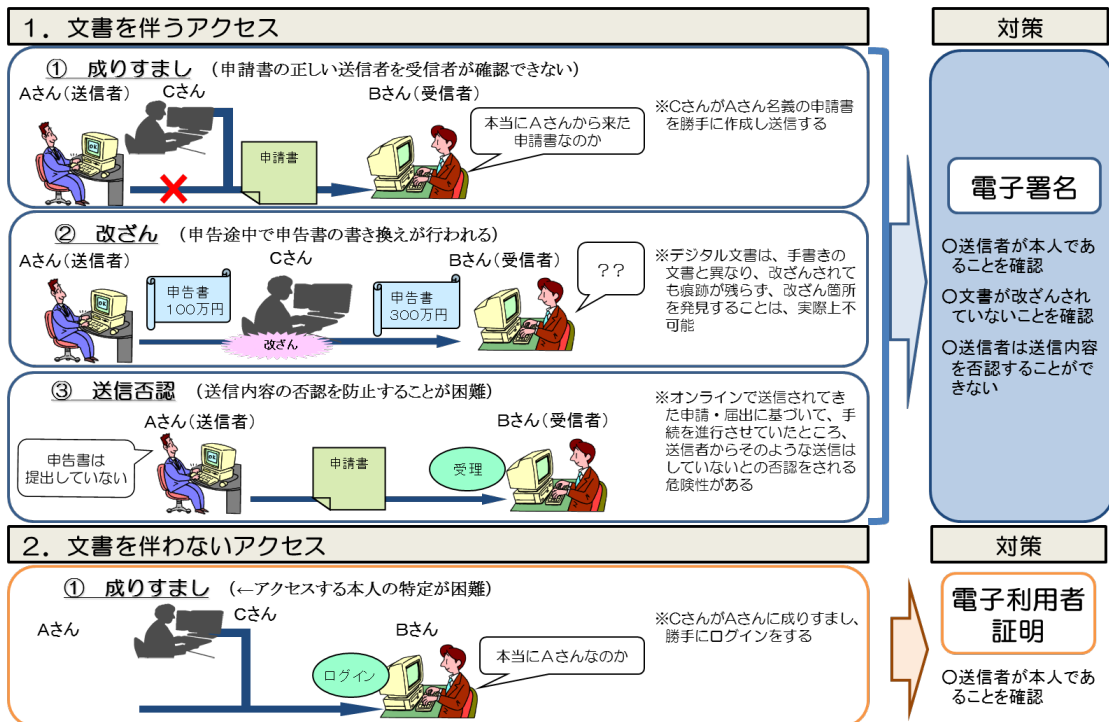 1．文書を伴うアクセス
対策
① 成りすまし （申請書の正しい送信者を受信者が確認できない）
Aさん（送信者）
Cさん
Bさん（受信者）
申請書
本当にAさんから来た
申請書なのか
※CさんがAさん名義の申請書
を勝手に作成し送信する
② 改ざん （申告途中で申告書の書き換えが行われる）
Aさん（送信者）
Cさん
Bさん（受信者）
申告書
100万円
改ざん
申告書
300万円
？？
※デジタル文書は、手書きの
文書と異なり、改ざんされて
も痕跡が残らず、改ざん箇所
を発見することは、実際上不
可能
③ 送信否認 （送信内容の否認を防止することが困難）
Aさん（送信者）
Bさん（受信者）
申告書は
提出していない
申請書
受理
※オンラインで送信されてき
た申請・届出に基づいて、手
続を進行させていたところ、
送信者からそのような送信は
していないとの否認をされる
危険性がある
電子署名
○送信者が本人であ
ることを確認
○文書が改ざんされ
ていないことを確認
○送信者は送信内容
を否認することがで
きない
2．文書を伴わないアクセス
対策
① 成りすまし （←アクセスする本人の特定が困難）
Aさん
Cさん
Bさん
ログイン
本当にAさんなのか
※CさんがAさんに成りすまし、
勝手にログインをする
電子利用者
証明
○送信者が本人であ
ることを確認